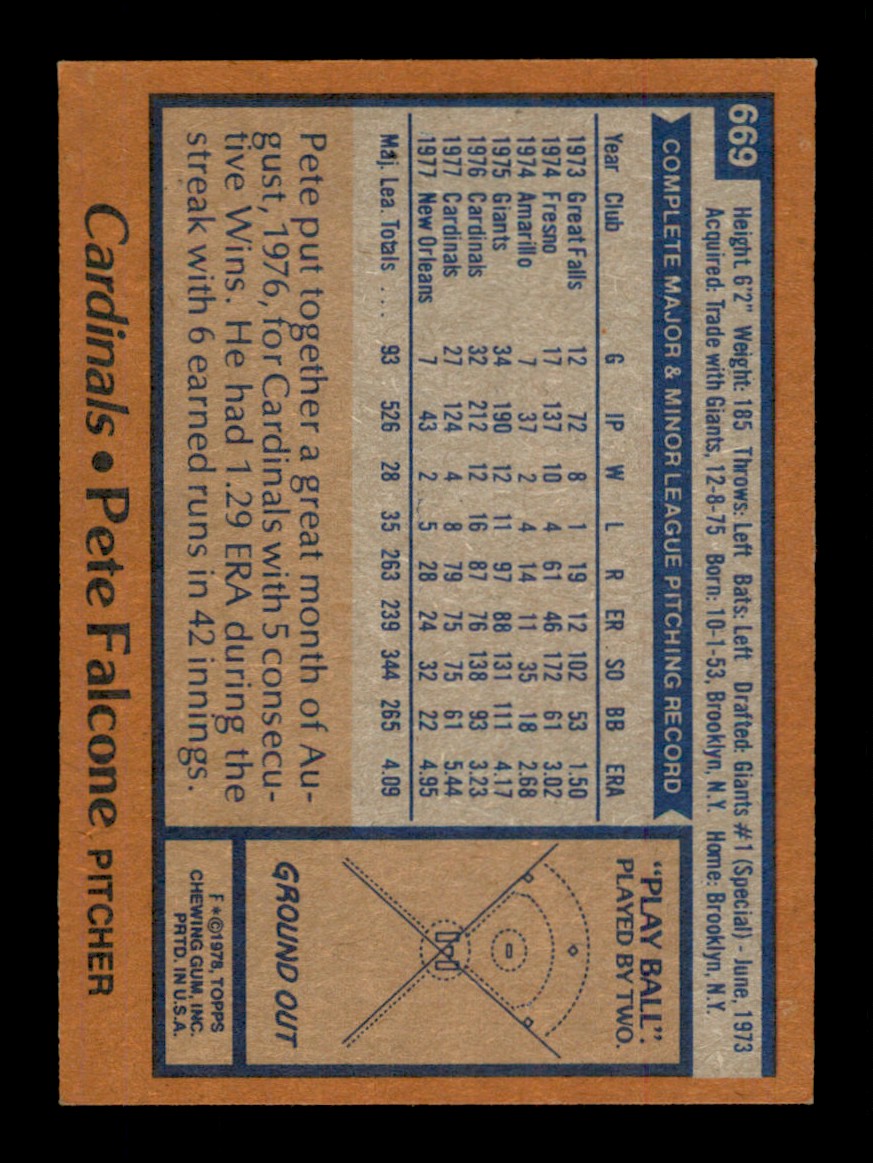 669
Height 6'2" Weight: 185 Throws: Left Bats: Left Drafted: Giants #1 (Special) - June, 1973
Acquired: Trade with Giants, 12-8-75 Born: 10-1-53, Brooklyn, N.Y. Home: Brooklyn, N.Y.
COMPLETE MAJOR & MINOR LEAGUE PITCHING RECORD
Year Club G IP W L R ER SO BB ERA
1973 Great Falls 12 72 8 1 19 12 102 53 1.50
1974 Fresno 17 137 10 4 61 46 172 61 3.02
1974 Amarillo 7 37 2 4 14 11 35 18 2.68
1975 Giants 34 190 12 11 97 88 131 111 4.17
1976 Cardinals 32 212 12 16 87 76 138 93 3.23
1977 Cardinals 27 124 4 8 79 75 75 61 5.44
1977 New Orleans 7 43 2 5 28 24 32 22 4.95
Maj. Lea. Totals .... 93 526 28 35 263 239 344 265 4.09
Pete put together a great month of Au-
gust, 1976, for Cardinals with 5 consecu-
tive Wins. He had 1.29 ERA during the
streak with 6 earned runs in 42 innings.
"PLAY BALL".
PLAYED BY TWO.
GROUND OUT
F*©1978, TOPPS
CHEWING GUM, INC.
PRTD. IN U.S.A.
Cardinals • Pete Falcone PITCHER